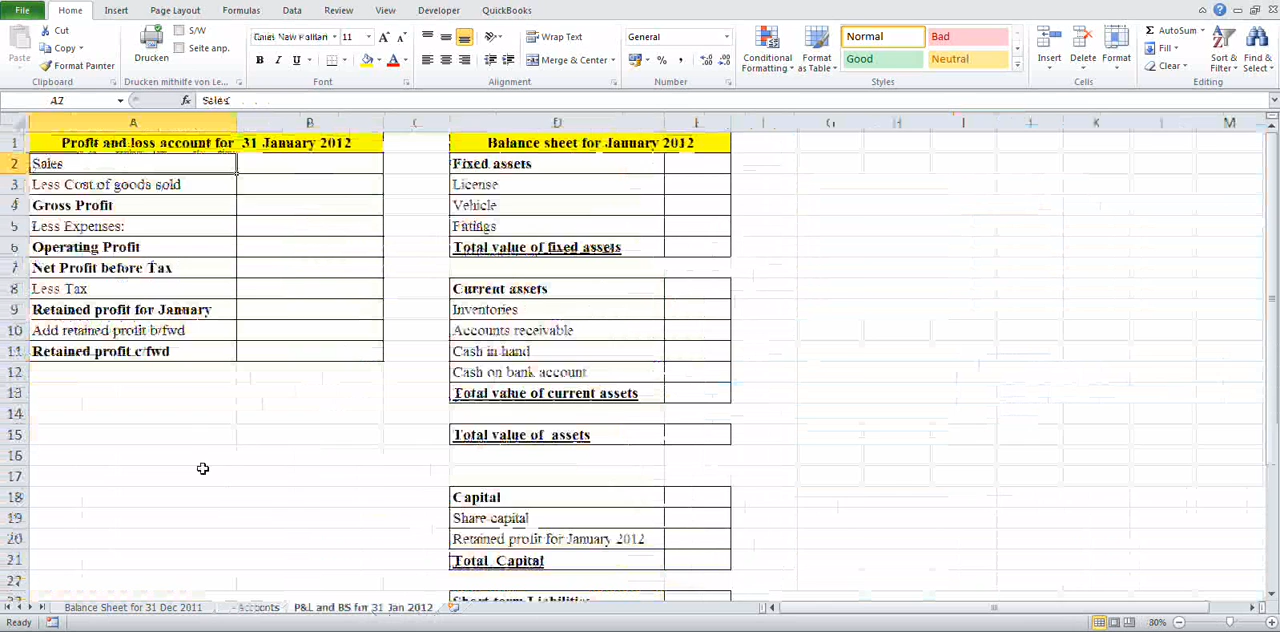 File Home Insert Page Layout Formulas Data Review View Developer QuickBooks
Cut Copy Format Painter Paste Clipboard
Drucken S/W Seite anp. Drucken mithilfe von Le...
11 A A B I U A Font
Wrap Text Merge & Center Alignment
General % , Number
Conditional Formatting Format as Table Normal Bad Good Neutral Styles
Insert Delete Format Cells
Σ AutoSum Fill Clear Sort & Filter Find & Select Editing
fx Sales
A B C D E F G H I J K L M
1 Profit and loss account for 31 January 2012 Balance sheet for January 2012
2 Sales Fixed assets
3 Less Cost of goods sold License
4 Gross Profit Vehicle
5 Less Expenses: Fittings
6 Operating Profit Total value of fixed assets
7 Net Profit before Tax
8 Less Tax Current assets
9 Retained profit for January Inventories
10 Add retained profit b/fwd Accounts receivable
11 Retained profit c/fwd Cash in hand
12 Cash on bank account
13 Total value of current assets
14
15 Total value of assets
16
17
18 Capital
19 Share capital
20 Retained profit for January 2012
21 Total Capital
22
Short term Liabilities
Balance Sheet for 31 Dec 2011 Accounts P&L and BS for 31 Jan 2012
Ready